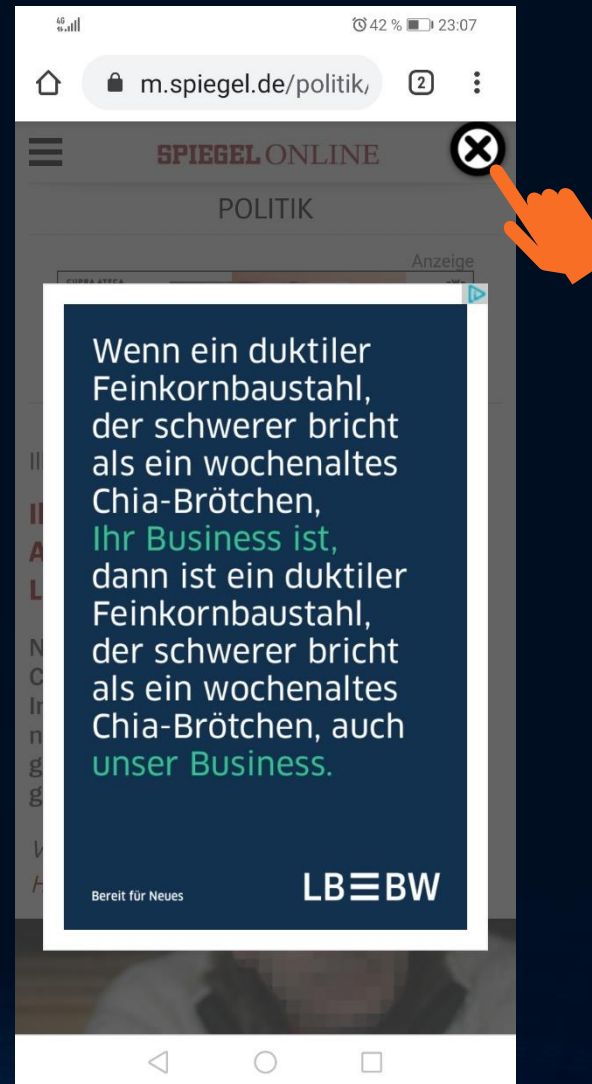 4G
42 % 23:07
m.spiegel.de/politik/
2
SPIEGEL ONLINE
POLITIK
Anzeige
CUPRA ATECA
Wenn ein duktiler
Feinkornbaustahl,
der schwerer bricht
als ein wochenaltes
Chia-Brötchen,
Ihr Business ist,
dann ist ein duktiler
Feinkornbaustahl,
der schwerer bricht
als ein wochenaltes
Chia-Brötchen, auch
unser Business.
Bereit für Neues
LB≡BW